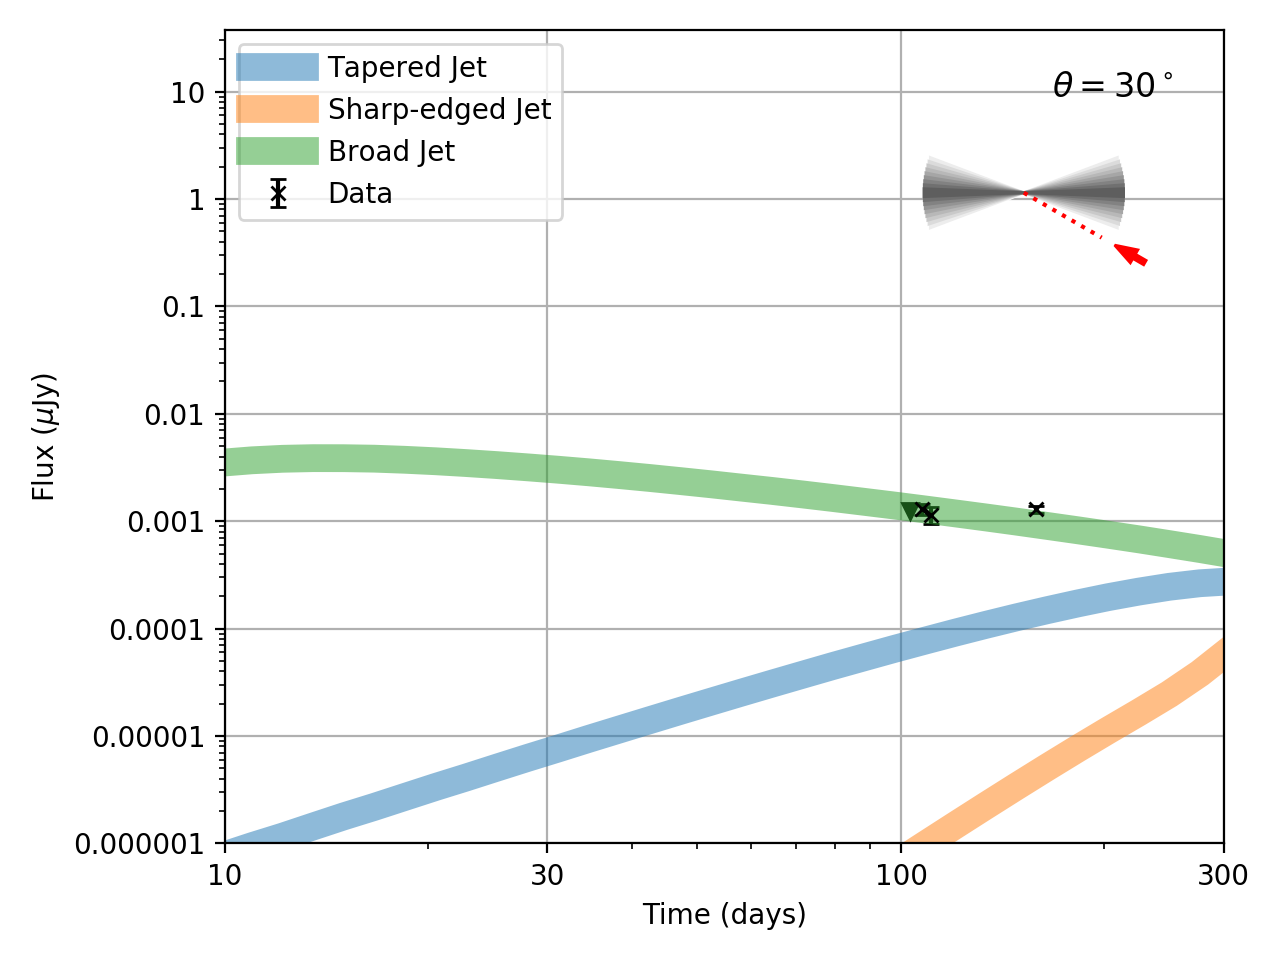 Tapered Jet
Sharp-edged Jet
Broad Jet
Data
θ = 30°
10
1
0.1
0.01
0.001
0.0001
0.00001
0.000001
Flux (μJy)
10
30
100
300
Time (days)